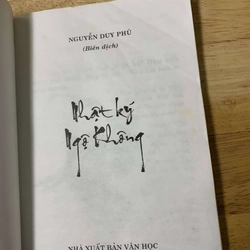 NGUYỄN DUY PHÚ
(Biên dịch)
Nhật ký
Ngộ Không
NHÀ XUẤT BẢN VĂN HỌC